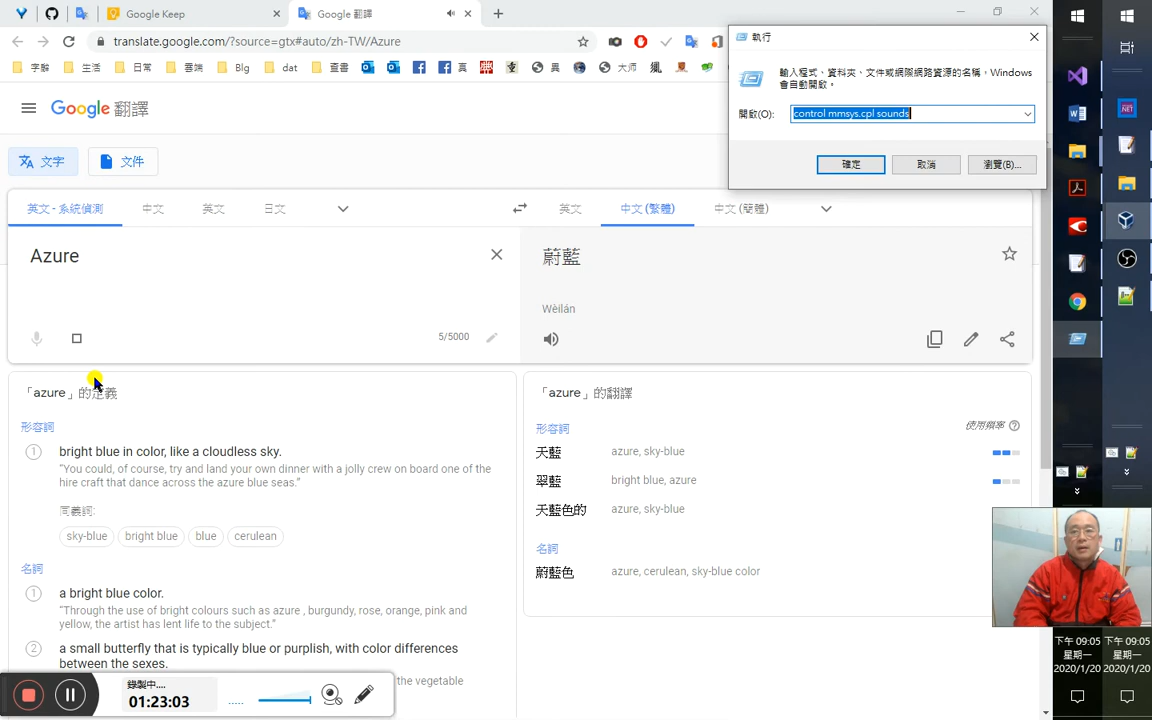 Google Keep
Google 翻譯
translate.google.com/?source=gtx#auto/zh-TW/Azure
字辭
生活
日常
雲端
Blg
dat
查書
真
異
大师
Google 翻譯
文字
文件
執行
輸入程式、資料夾、文件或網際網路資源的名稱，Windows
會自動開啟。
開啟(O):
control mmsys.cpl sounds
確定
取消
瀏覽(B)...
英文 - 系統偵測
中文
英文
日文
英文
中文 (繁體)
中文 (簡體)
Azure
蔚藍
Wèilán
5/5000
「azure」的定義
形容詞
1
bright blue in color, like a cloudless sky.
"You could, of course, try and land your own dinner with a jolly crew on board one of the
hire craft that dance across the azure blue seas."
同義詞:
sky-blue
bright blue
blue
cerulean
名詞
1
a bright blue color.
"Through the use of bright colours such as azure , burgundy, rose, orange, pink and
yellow, the artist has lent life to the subject."
2
a small butterfly that is typically blue or purplish, with color differences
between the sexes.
the vegetable
「azure」的翻譯
形容詞
使用頻率
天藍
azure, sky-blue
翠藍
bright blue, azure
天藍色的
azure, sky-blue
名詞
蔚藍色
azure, cerulean, sky-blue color
錄製中....
01:23:03
下午 09:05
星期一
2020/1/20
下午 09:05
星期一
2020/1/20